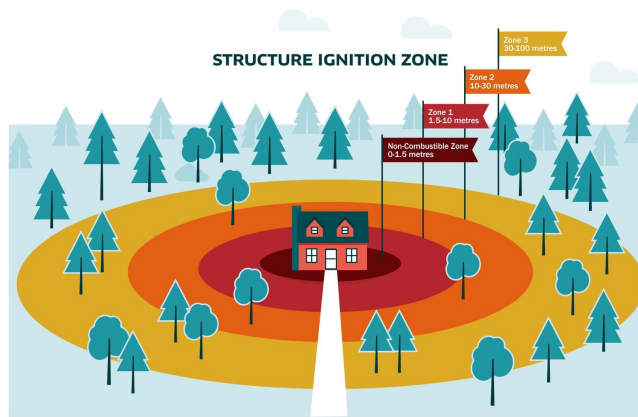 STRUCTURE IGNITION ZONE
Zone 3
30-100 metres
Zone 2
10-30 metres
Zone 1
1.5-10 metres
Non-Combustible Zone
0-1.5 metres